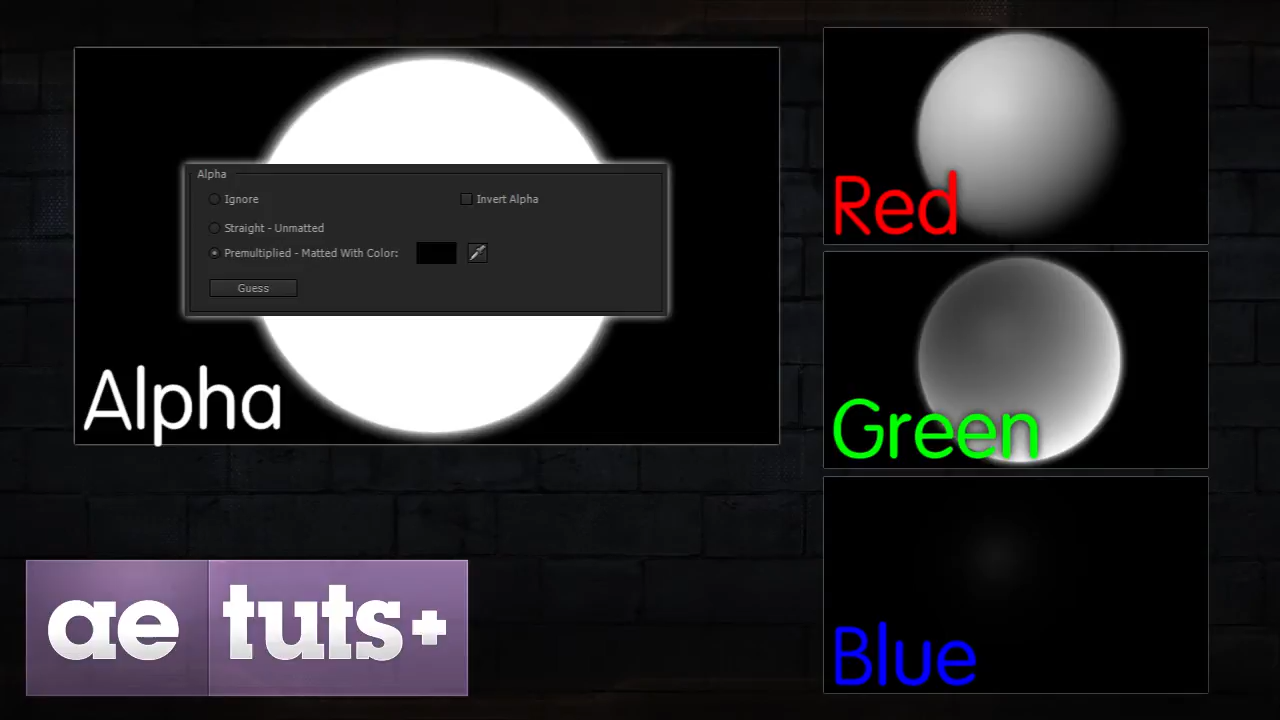 Alpha
Ignore
Invert Alpha
Straight - Unmatted
Premultiplied - Matted With Color:
Guess
Alpha
Red
Green
Blue
ae tuts+